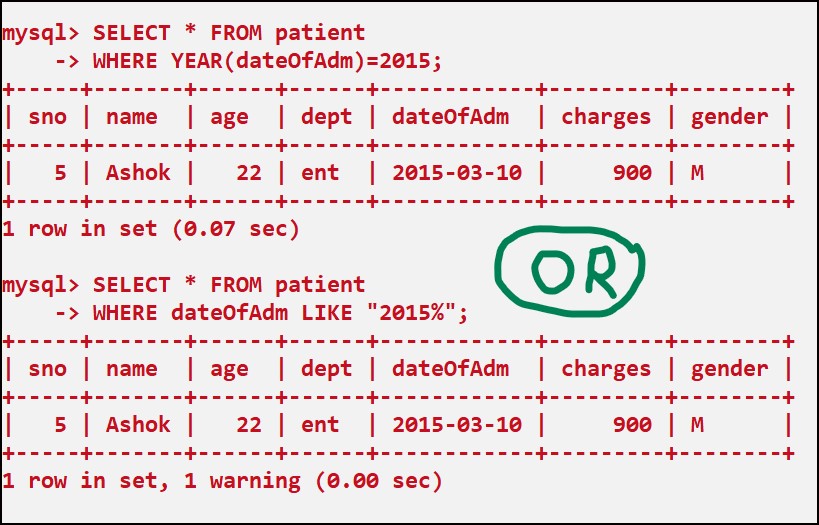 mysql> SELECT * FROM patient
    -> WHERE YEAR(dateOfAdm)=2015;
+-----+-------+------+------+------------+---------+--------+
| sno | name  | age  | dept | dateOfAdm  | charges | gender |
+-----+-------+------+------+------------+---------+--------+
|   5 | Ashok |   22 | ent  | 2015-03-10 |     900 | M      |
+-----+-------+------+------+------------+---------+--------+
1 row in set (0.07 sec)
OR
mysql> SELECT * FROM patient
    -> WHERE dateOfAdm LIKE "2015%";
+-----+-------+------+------+------------+---------+--------+
| sno | name  | age  | dept | dateOfAdm  | charges | gender |
+-----+-------+------+------+------------+---------+--------+
|   5 | Ashok |   22 | ent  | 2015-03-10 |     900 | M      |
+-----+-------+------+------+------------+---------+--------+
1 row in set, 1 warning (0.00 sec)